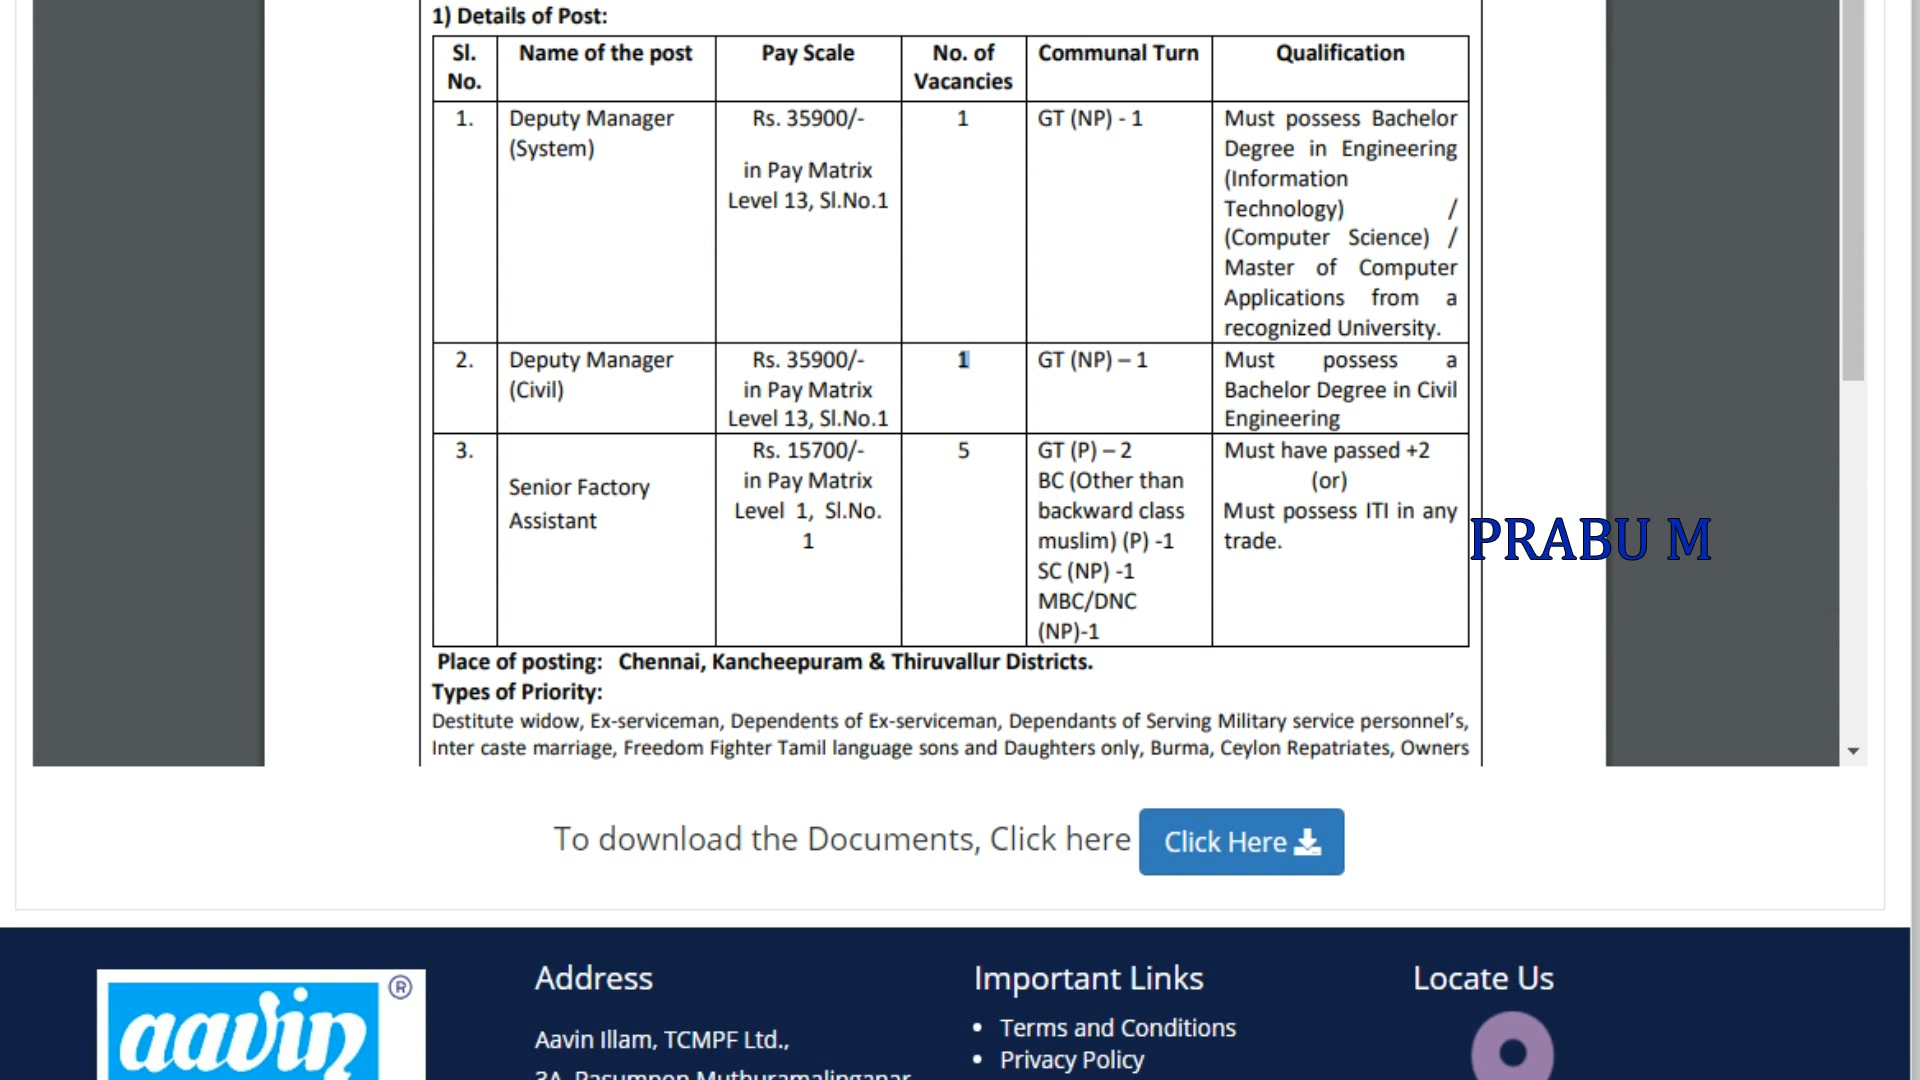 1) Details of Post:
Sl. No. Name of the post Pay Scale No. of Vacancies Communal Turn Qualification
1.
Deputy Manager
(System)
Rs. 35900/-
in Pay Matrix
Level 13, Sl.No.1
1
GT (NP) - 1
Must possess Bachelor
Degree in Engineering
(Information
Technology) /
(Computer Science) /
Master of Computer
Applications from a
recognized University.
2.
Deputy Manager
(Civil)
Rs. 35900/-
in Pay Matrix
Level 13, Sl.No.1
1
GT (NP) – 1
Must possess a
Bachelor Degree in Civil
Engineering
3.
Senior Factory
Assistant
Rs. 15700/-
in Pay Matrix
Level 1, Sl.No.
1
5
GT (P) – 2
BC (Other than
backward class
muslim) (P) -1
SC (NP) -1
MBC/DNC
(NP)-1
Must have passed +2
(or)
Must possess ITI in any
trade.
PRABU M
Place of posting: Chennai, Kancheepuram & Thiruvallur Districts.
Types of Priority:
Destitute widow, Ex-serviceman, Dependents of Ex-serviceman, Dependants of Serving Military service personnel’s,
Inter caste marriage, Freedom Fighter Tamil language sons and Daughters only, Burma, Ceylon Repatriates, Owners
To download the Documents, Click here
Click Here
aavin
®
Address
Aavin Illam, TCMPF Ltd.,
3A, Pasumpon Muthuramalinganar
Important Links
• Terms and Conditions
• Privacy Policy
Locate Us